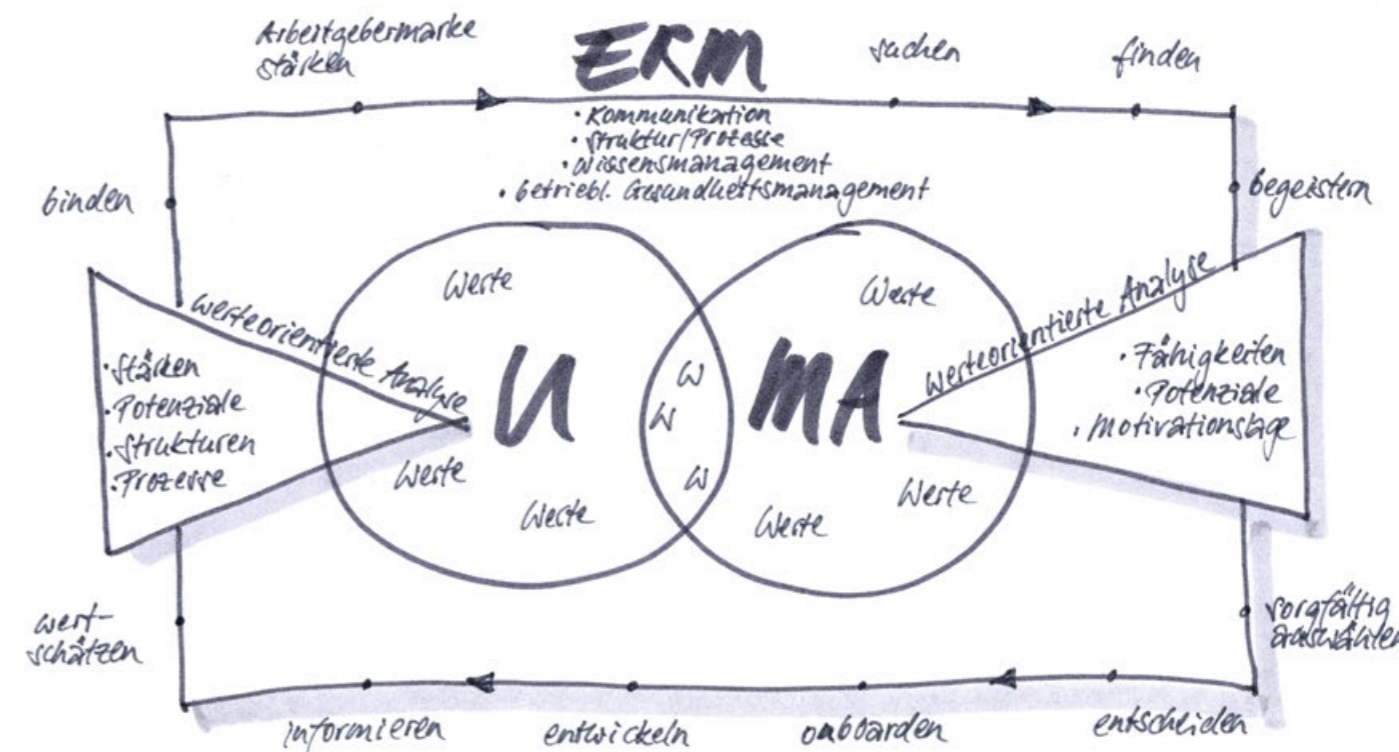 Arbeitgebermarke
stärken
ERM
suchen
finden
• Kommunikation
• Struktur/Prozesse
• Wissensmanagement
• betriebl. Gesundheitsmanagement
binden
begeistern
Werte
Werte
werteorientierte Analyse
werteorientierte Analyse
• Stärken
• Potenziale
• Strukturen
• Prozesse
U
W
W
W
MA
• Fähigkeiten
• Potenziale
• Motivationslage
Werte
Werte
Werte
Werte
wert-
schätzen
sorgfältig
auswählen
informieren
entwickeln
onboarden
entscheiden